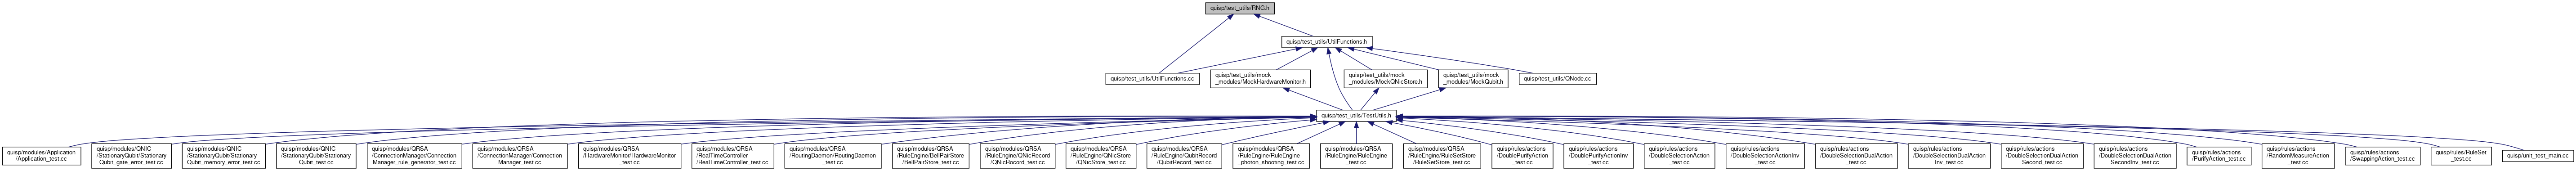 quisp/test_utils/RNG.h
quisp/test_utils/UtilFunctions.h
quisp/test_utils/UtilFunctions.cc
quisp/test_utils/mock
_modules/MockHardwareMonitor.h
quisp/test_utils/mock
_modules/MockQNicStore.h
quisp/test_utils/mock
_modules/MockQubit.h
quisp/test_utils/QNode.cc
quisp/test_utils/TestUtils.h
quisp/modules/Application
/Application_test.cc
quisp/modules/QNIC
/StationaryQubit/Stationary
Qubit_gate_error_test.cc
quisp/modules/QNIC
/StationaryQubit/Stationary
Qubit_memory_error_test.cc
quisp/modules/QNIC
/StationaryQubit/Stationary
Qubit_test.cc
quisp/modules/QRSA
/ConnectionManager/Connection
Manager_rule_generator_test.cc
quisp/modules/QRSA
/ConnectionManager/Connection
Manager_test.cc
quisp/modules/QRSA
/HardwareMonitor/HardwareMonitor
_test.cc
quisp/modules/QRSA
/RealTimeController
/RealTimeController_test.cc
quisp/modules/QRSA
/RoutingDaemon/RoutingDaemon
_test.cc
quisp/modules/QRSA
/RuleEngine/BellPairStore
/BellPairStore_test.cc
quisp/modules/QRSA
/RuleEngine/QNicRecord
/QNicRocord_test.cc
quisp/modules/QRSA
/RuleEngine/QNicStore
/QNicStore_test.cc
quisp/modules/QRSA
/RuleEngine/QubitRecord
/QubitRecord_test.cc
quisp/modules/QRSA
/RuleEngine/RuleEngine
_photon_shooting_test.cc
quisp/modules/QRSA
/RuleEngine/RuleEngine
_test.cc
quisp/modules/QRSA
/RuleEngine/RuleSetStore
/RuleSetStore_test.cc
quisp/rules/actions
/DoublePurifyAction
_test.cc
quisp/rules/actions
/DoublePurifyActionInv
_test.cc
quisp/rules/actions
/DoubleSelectionAction
_test.cc
quisp/rules/actions
/DoubleSelectionActionInv
_test.cc
quisp/rules/actions
/DoubleSelectionDualAction
_test.cc
quisp/rules/actions
/DoubleSelectionDualAction
Inv_test.cc
quisp/rules/actions
/DoubleSelectionDualAction
Second_test.cc
quisp/rules/actions
/DoubleSelectionDualAction
SecondInv_test.cc
quisp/rules/actions
/PurifyAction_test.cc
quisp/rules/actions
/RandomMeasureAction
_test.cc
quisp/rules/actions
/SwappingAction_test.cc
quisp/rules/RuleSet
_test.cc
quisp/unit_test_main.cc